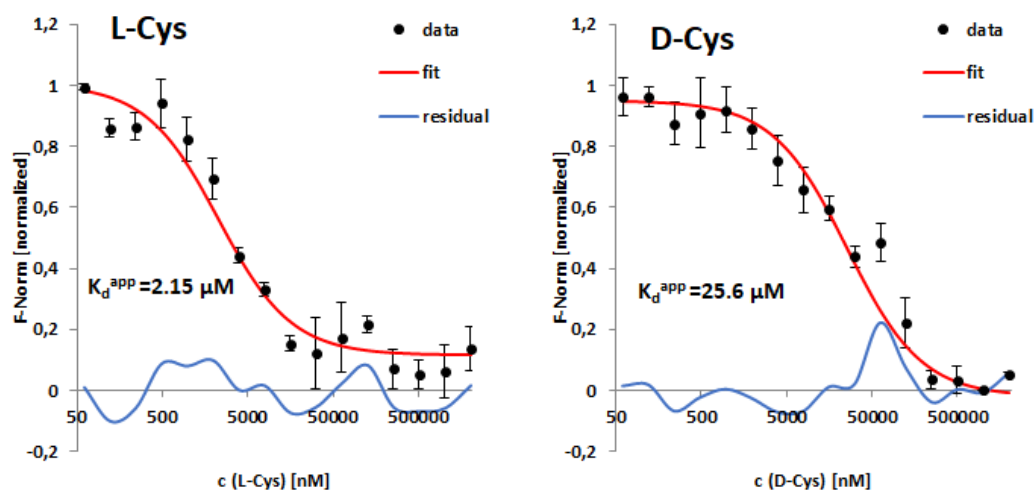 L-Cys
data
fit
residual
F-Norm [normalized]
1,2
1
0,8
0,6
0,4
0,2
0
-0,2
K_d^app =2.15 µM
50 500 5000 50000 500000
c (L-Cys) [nM]
D-Cys
data
fit
residual
F-Norm [normalized]
1,2
1
0,8
0,6
0,4
0,2
0
-0,2
K_d^app =25.6 µM
50 500 5000 50000 500000
c (D-Cys) [nM]